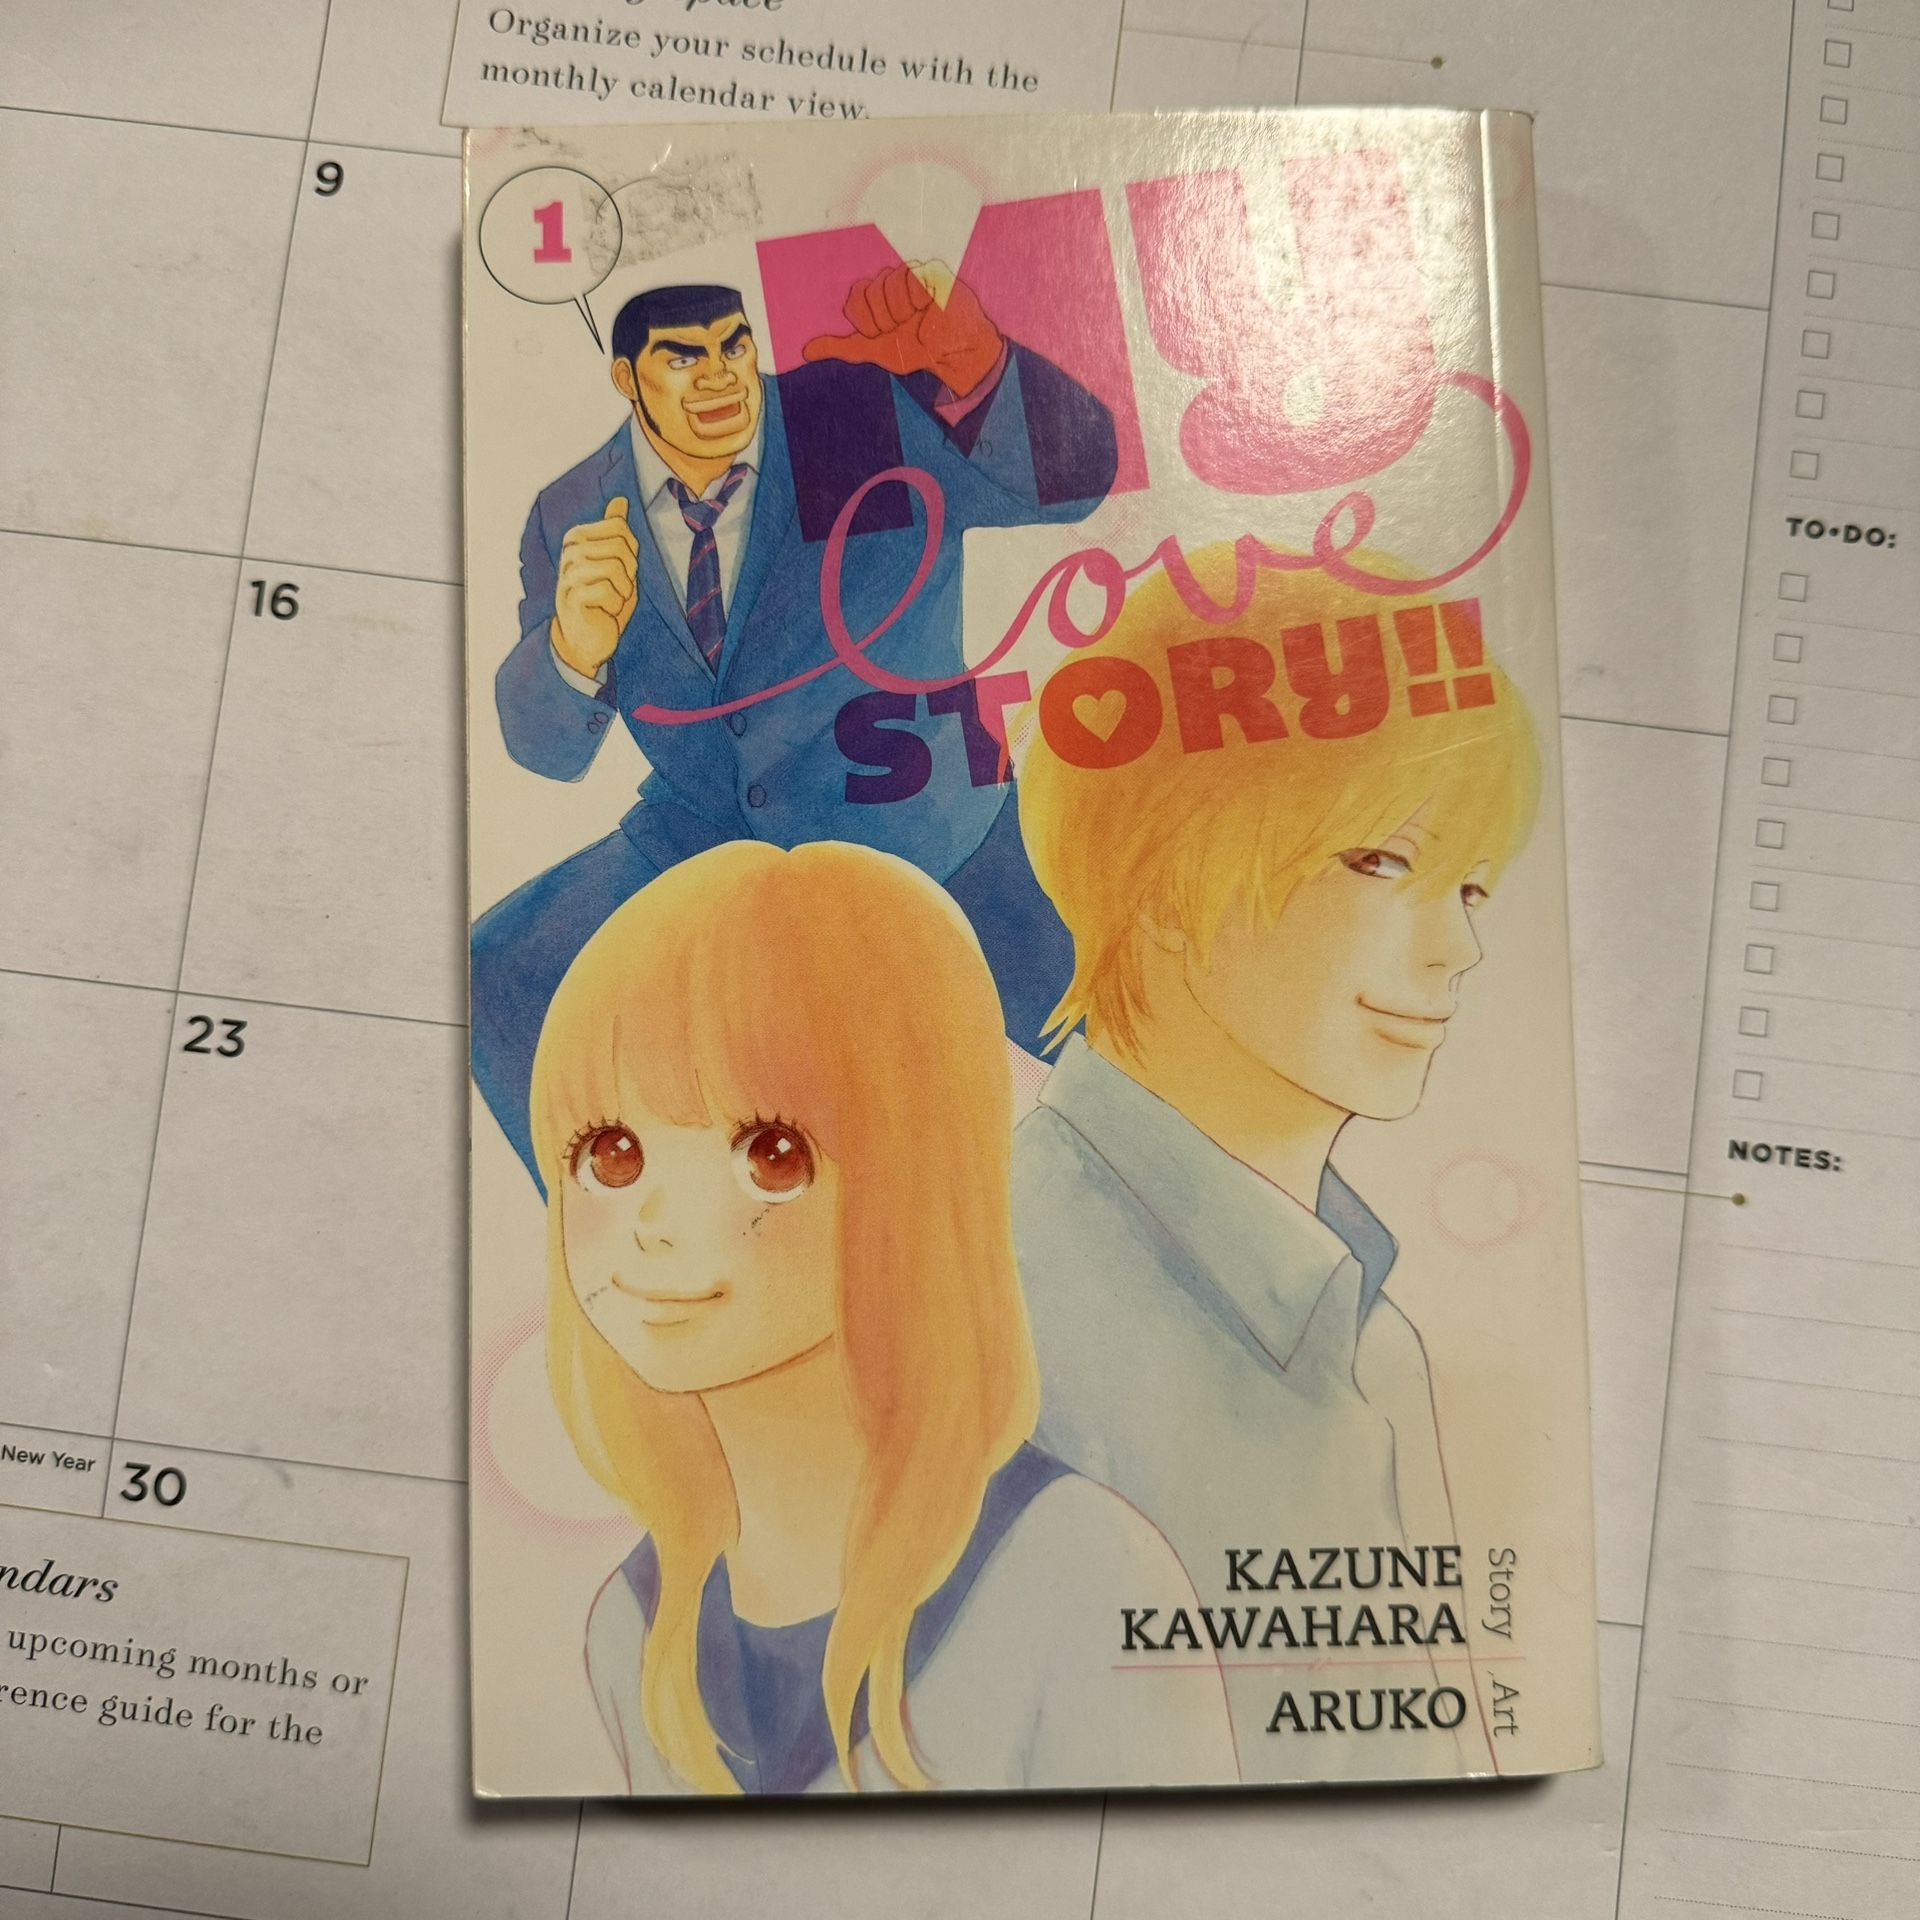 Organize your schedule with the
monthly calendar view.
9
16
23
New Year
30
ndars
upcoming months or
rence guide for the
1
MY
love
STORY!!
KAZUNE
KAWAHARA
Story
ARUKO
Art
TO•DO:
NOTES: